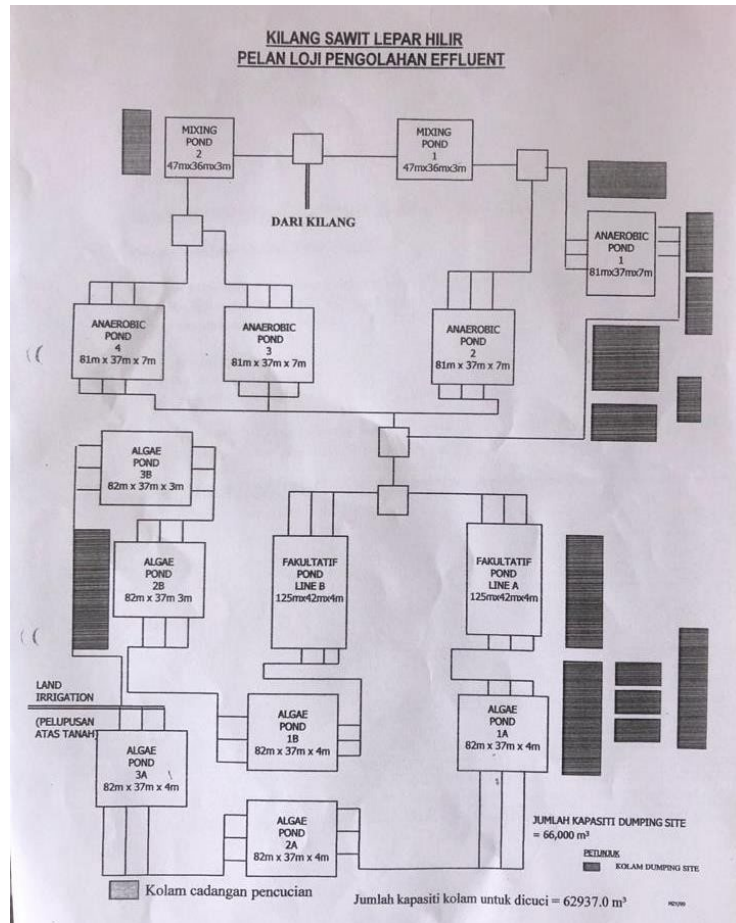 KILANG SAWIT LEPAR HILIR
PELAN LOJI PENGOLAHAN EFFLUENT
MIXING
POND
2
47mx36mx3m
MIXING
POND
1
47mx36mx3m
DARI KILANG
ANAEROBIC
POND
1
81mx37mx7m
ANAEROBIC
POND
4
81m x 37m x 7m
ANAEROBIC
POND
3
81m x 37m x 7m
ANAEROBIC
POND
2
81m x 37m x 7m
ALGAE
POND
3B
82m x 37m x 3m
ALGAE
POND
2B
82m x 37m 3m
FAKULTATIF
POND
LINE B
125mx42mx4m
FAKULTATIF
POND
LINE A
125mx42mx4m
LAND
IRRIGATION
(PELUPUSAN
ATAS TANAH)
ALGAE
POND
3A
82m x 37m x 4m
ALGAE
POND
1B
82m x 37m x 4m
ALGAE
POND
1A
82m x 37m x 4m
ALGAE
POND
2A
82m x 37m x 4m
JUMLAH KAPASITI DUMPING SITE
= 66,000 m³
PETUNJUK
KOLAM DUMPING SITE
Kolam cadangan pencucian
Jumlah kapasiti kolam untuk dicuci = 62937.0 m³